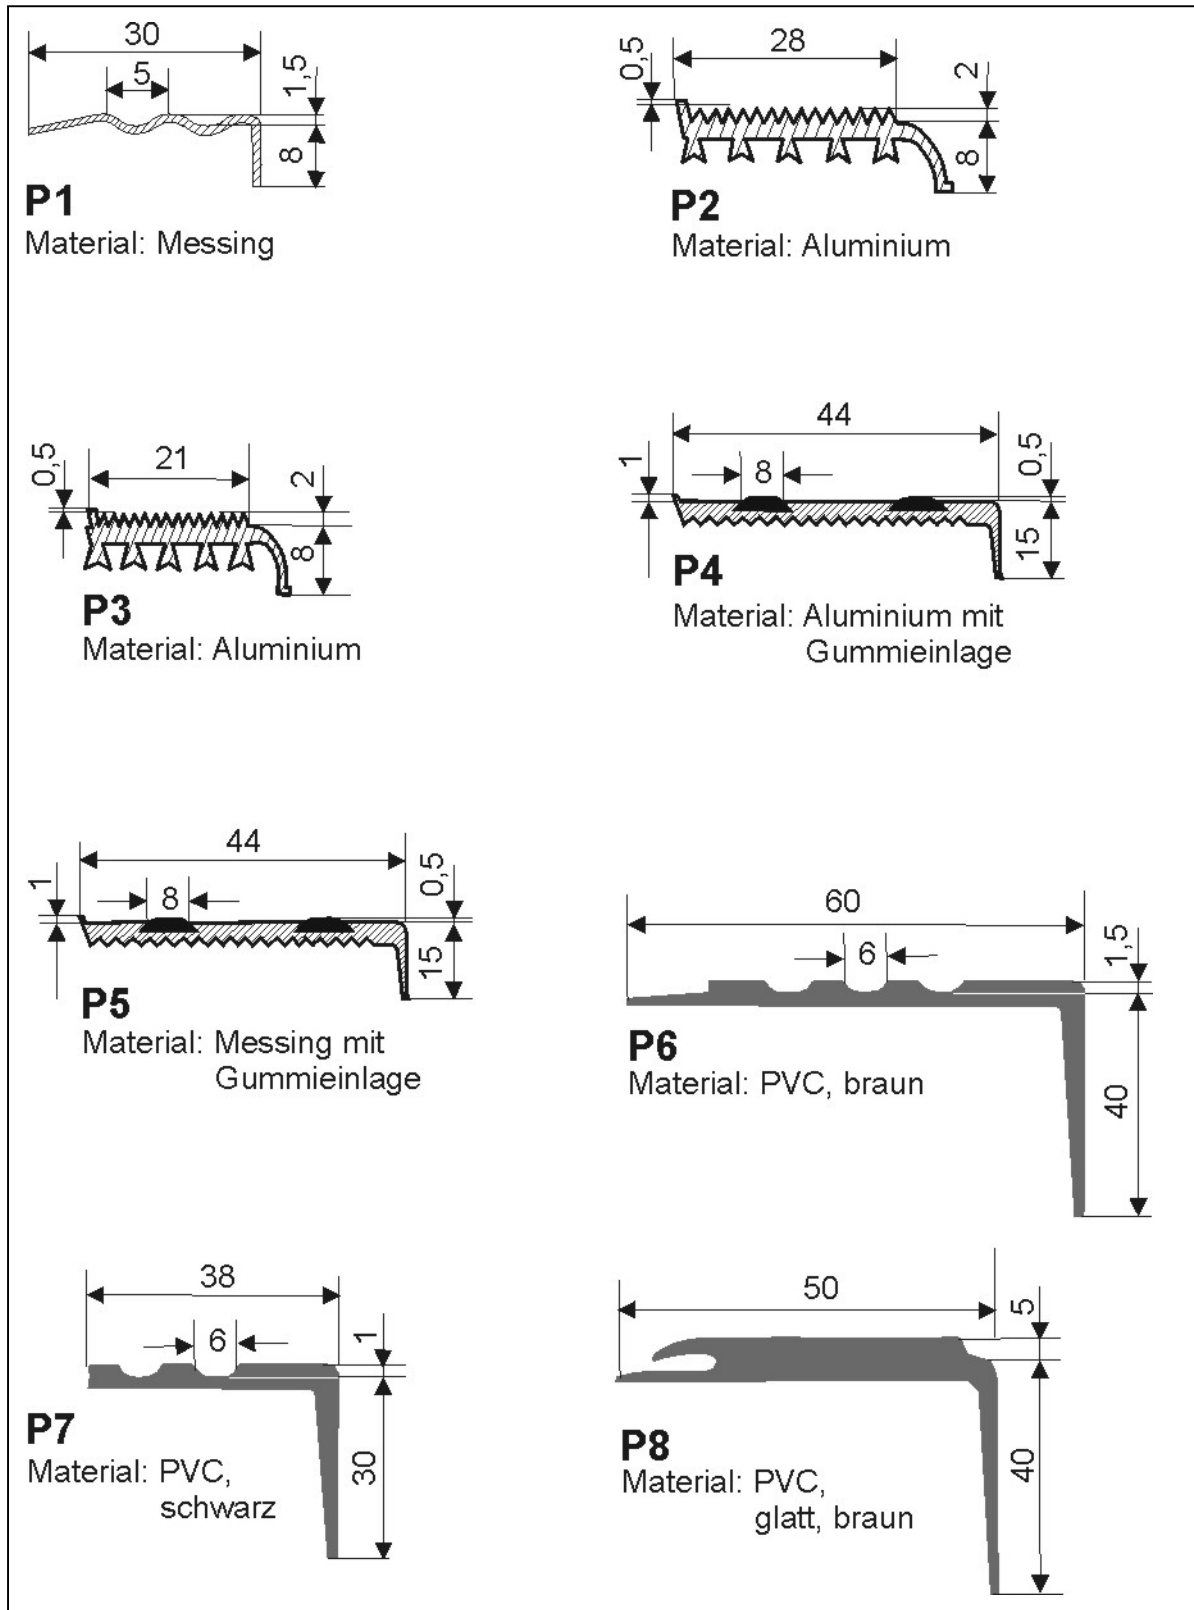 30
5
1,5
8
P1
Material: Messing
28
0,5
2
8
P2
Material: Aluminium
21
0,5
2
8
P3
Material: Aluminium
44
1
8
0,5
15
P4
Material: Aluminium mit
Gummieinlage
44
1
8
0,5
15
P5
Material: Messing mit
Gummieinlage
60
6
1,5
40
P6
Material: PVC, braun
38
6
1
30
P7
Material: PVC,
schwarz
50
5
40
P8
Material: PVC,
glatt, braun